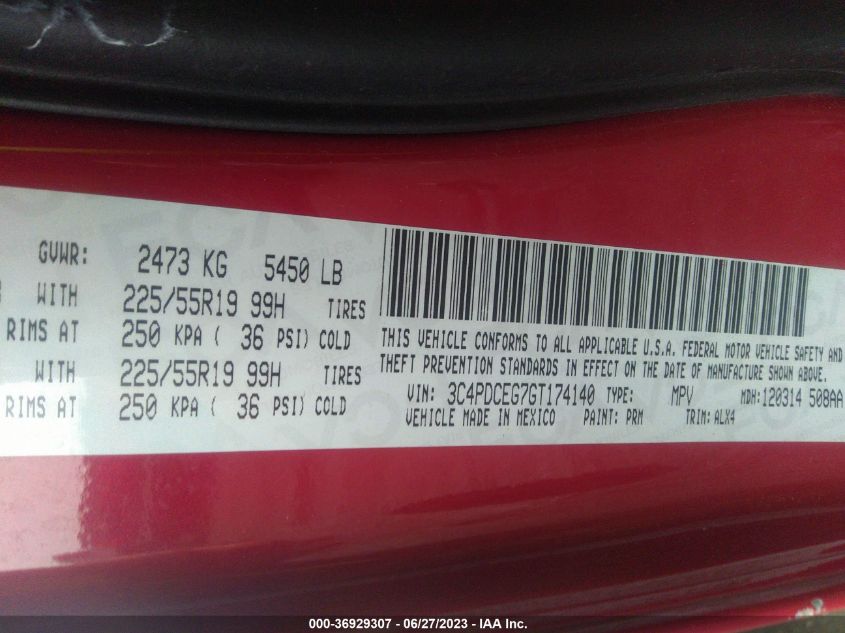 GVWR: 2473 KG 5450 LB
WITH 225/55R19 99H TIRES
RIMS AT 250 KPA ( 36 PSI) COLD
WITH 225/55R19 99H TIRES
RIMS AT 250 KPA ( 36 PSI) COLD
THIS VEHICLE CONFORMS TO ALL APPLICABLE U.S.A. FEDERAL MOTOR VEHICLE SAFETY AND
THEFT PREVENTION STANDARDS IN EFFECT ON THE DATE OF MANUFACTURE SHOWN ABOVE.
VIN: 3C4PDCEG7GT174140 TYPE: MPV MDH: 120314 508AA
VEHICLE MADE IN MEXICO PAINT: PRM TRIM: ALX4
000-36929307 - 06/27/2023 - IAA Inc.